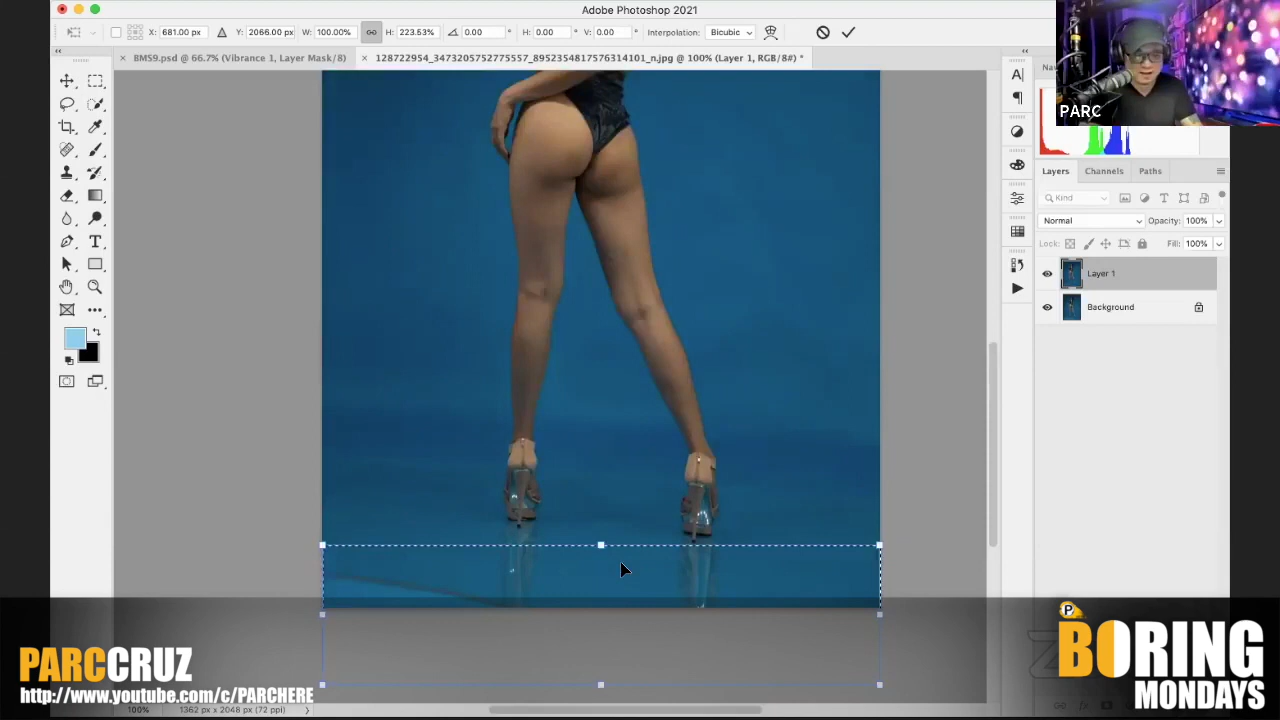 Adobe Photoshop 2021
X: 681.00 px Y: 2066.00 px W: 100.00% H: 223.53% 0.00 ° H: 0.00 ° V: 0.00 ° Interpolation: Bicubic
× BMS9.psd @ 66.7% (Vibrance 1, Layer Mask/8) × 128722954_3473205752775557_8952354817576314101_n.jpg @ 100% (Layer 1, RGB/8#) *
Nav
PARC
Layers Channels Paths
Kind
Normal Opacity: 100%
Lock: Fill: 100%
Layer 1
Background
PARCCRUZ
http://www.youtube.com/c/PARCHERE
P
BORING
MONDAYS
100% 1362 px x 2048 px (72 ppi)